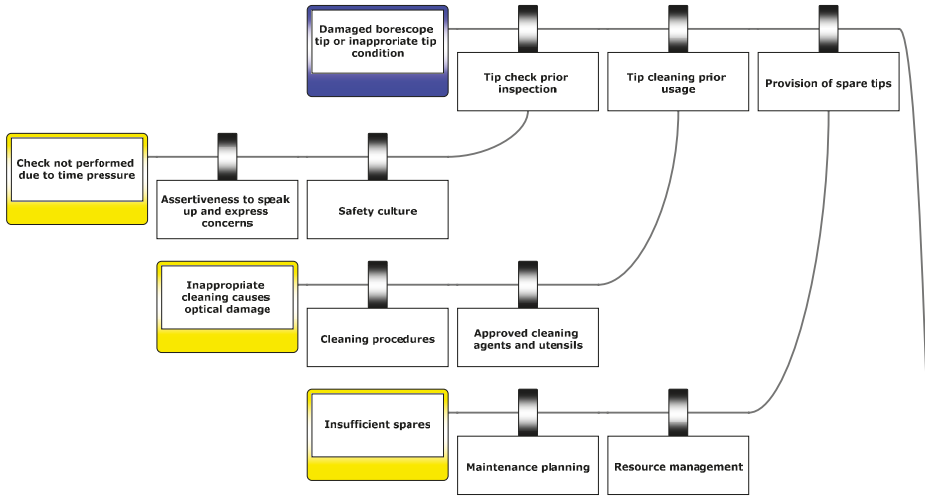 Damaged borescope
tip or inapproriate tip
condition
Tip check prior
inspection
Tip cleaning prior
usage
Provision of spare tips
Check not performed
due to time pressure
Assertiveness to speak
up and express
concerns
Safety culture
Inappropiate
cleaning causes
optical damage
Cleaning procedures
Approved cleaning
agents and utensils
Insufficient spares
Maintenance planning
Resource management